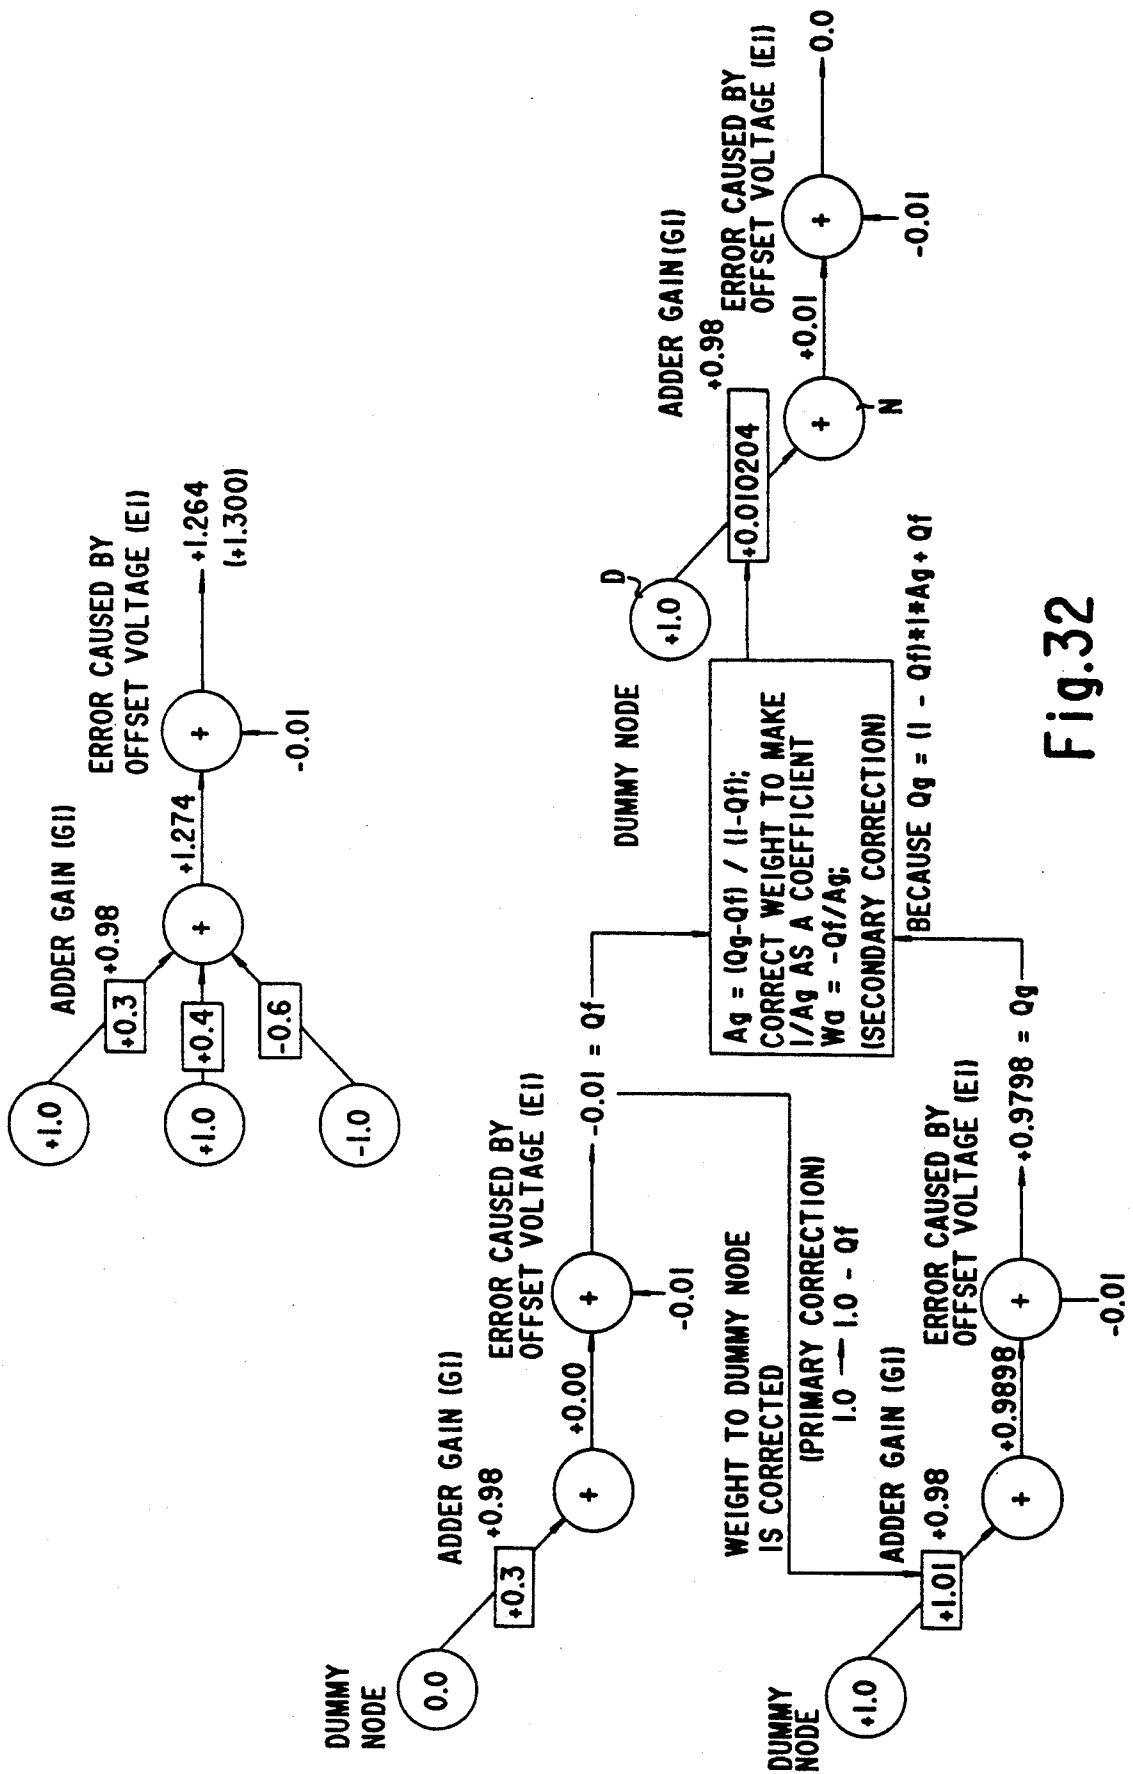 +1.0
+1.0
-1.0
+0.3
+0.4
-0.6
ADDER GAIN (Gi)
+0.98
+
+1.274
ERROR CAUSED BY
OFFSET VOLTAGE (Ei)
+
-0.01
+1.264
(+1.300)
DUMMY
NODE
0.0
+0.3
ADDER GAIN (Gi)
+0.98
+
+0.00
ERROR CAUSED BY
OFFSET VOLTAGE (Ei)
+
-0.01
-0.01 = Qf
WEIGHT TO DUMMY NODE
IS CORRECTED
(PRIMARY CORRECTION)
1.0 → 1.0 - Qf
DUMMY
NODE
+1.0
+1.01
ADDER GAIN (Gi)
+0.98
+
+0.9898
ERROR CAUSED BY
OFFSET VOLTAGE (Ei)
+
-0.01
+0.9798 = Qg
Ag = (Qg-Qf) / (1-Qf);
CORRECT WEIGHT TO MAKE
1/Ag AS A COEFFICIENT
Wa = -Qf/Ag;
(SECONDARY CORRECTION)
BECAUSE Qg = (1 - Qf)*1*Ag + Qf
DUMMY NODE
D
+1.0
+0.010204
ADDER GAIN (Gi)
+0.98
+
N
+0.01
ERROR CAUSED BY
OFFSET VOLTAGE (Ei)
+
-0.01
0.0
Fig.32